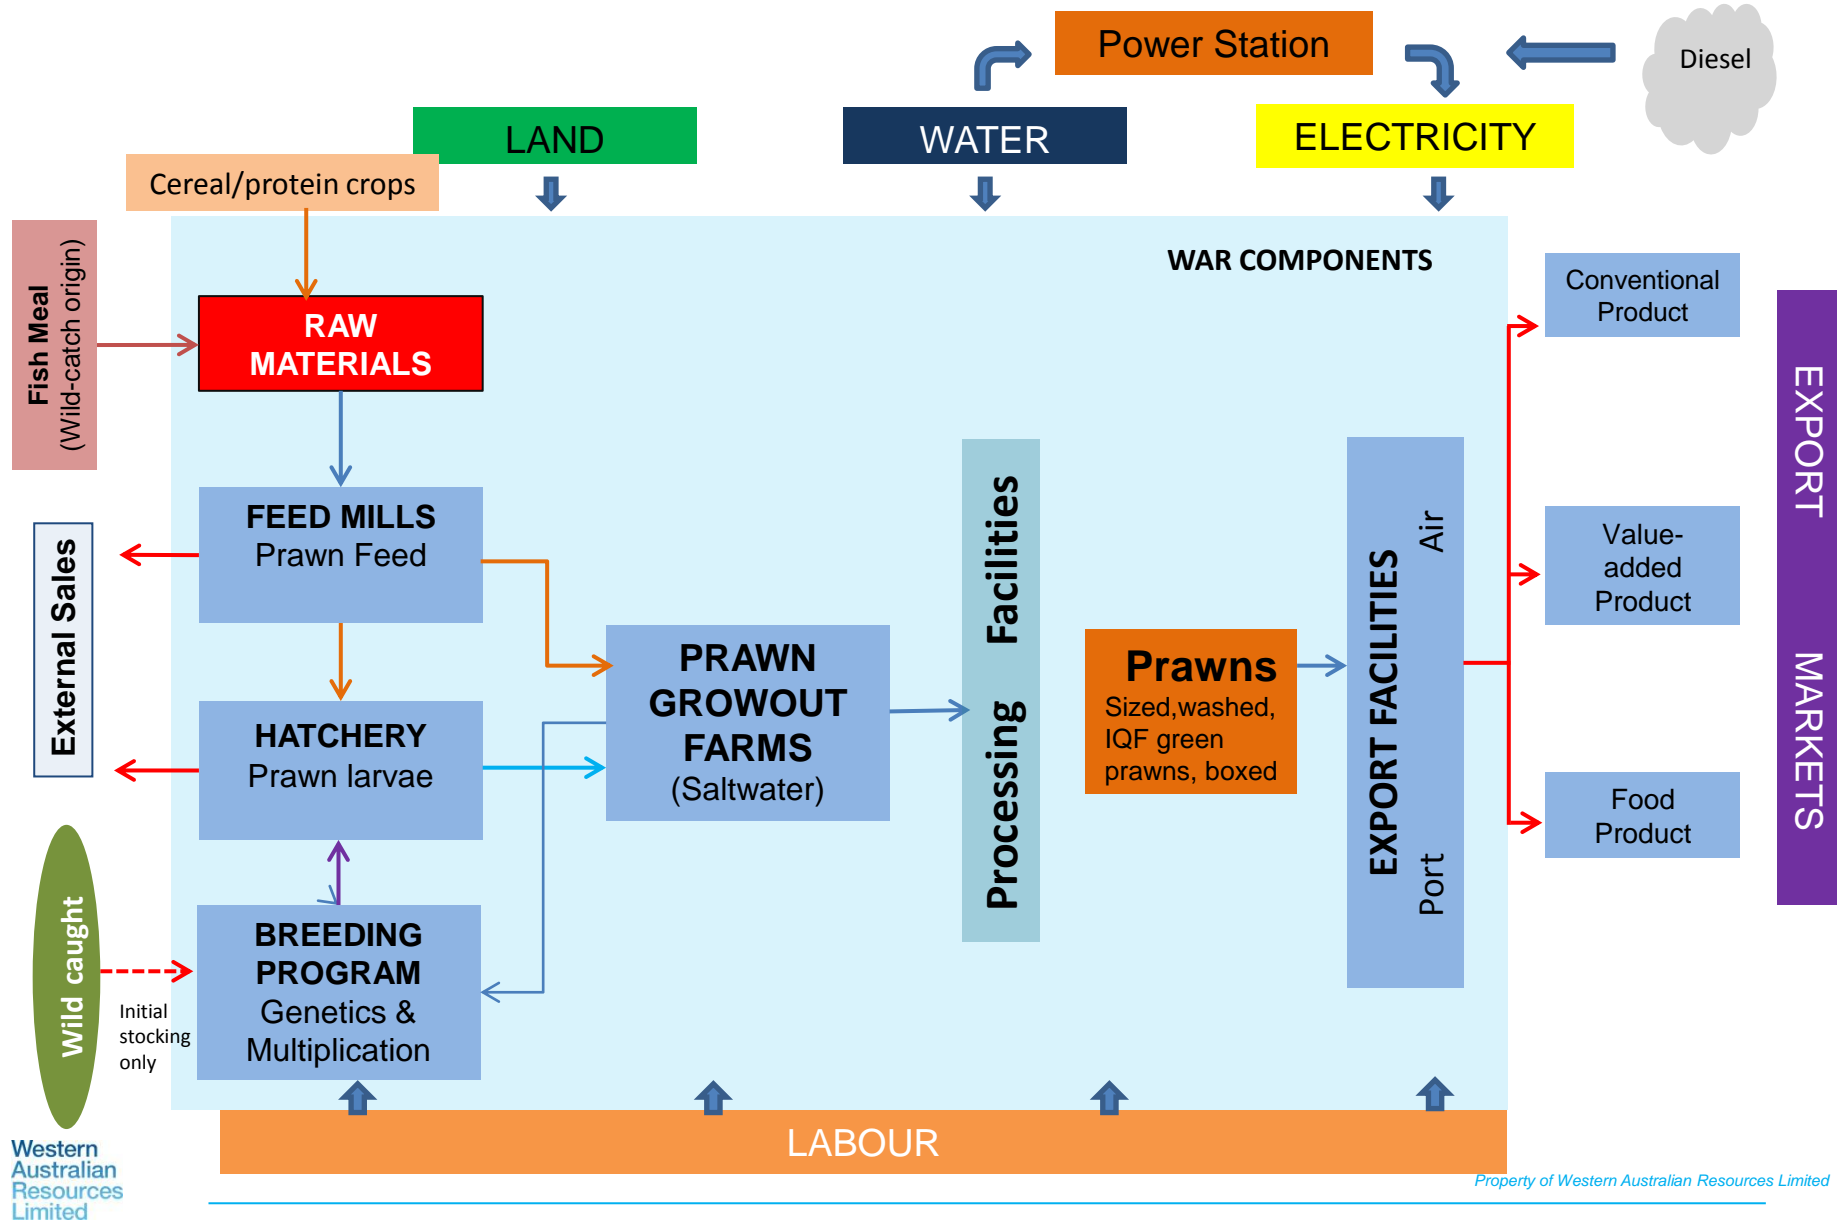 Power Station
Diesel
LAND
WATER
ELECTRICITY
Cereal/protein crops
Fish Meal
(Wild-catch origin)
WAR COMPONENTS
RAW
MATERIALS
Conventional
Product
EXPORT MARKETS
FEED MILLS
Prawn Feed
External Sales
Processing Facilities
EXPORT FACILITIES
Port Air
Value-
added
Product
PRAWN
GROWOUT
FARMS
(Saltwater)
Prawns
Sized,washed,
IQF green
prawns, boxed
HATCHERY
Prawn larvae
Food
Product
Wild caught
Initial
stocking
only
BREEDING
PROGRAM
Genetics &
Multiplication
LABOUR
Western
Australian
Resources
Limited
Property of Western Australian Resources Limited